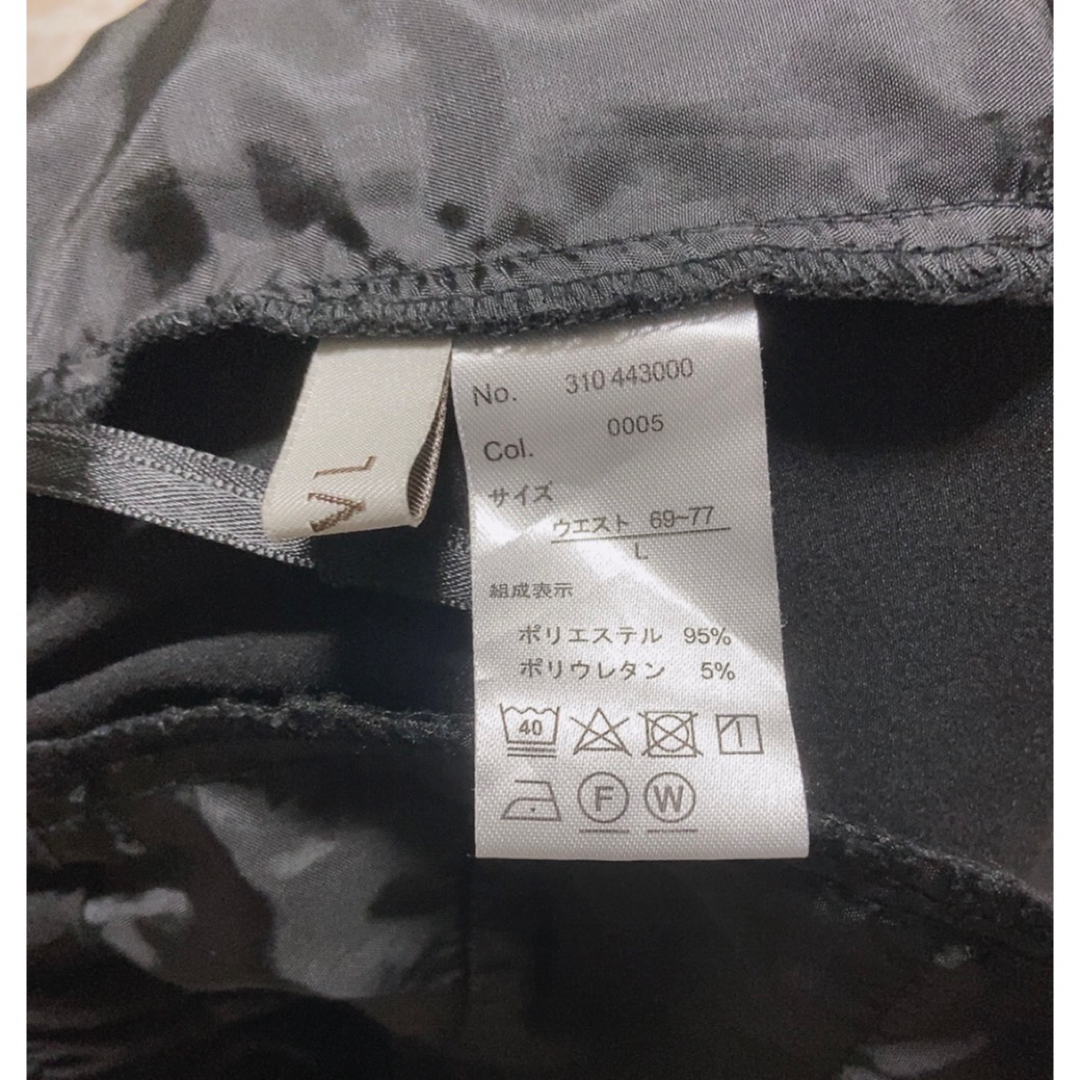 No. 310 443000
Col. 0005
サイズ
ウエスト 69~77
L
組成表示
ポリエステル 95%
ポリウレタン 5%
40
F W